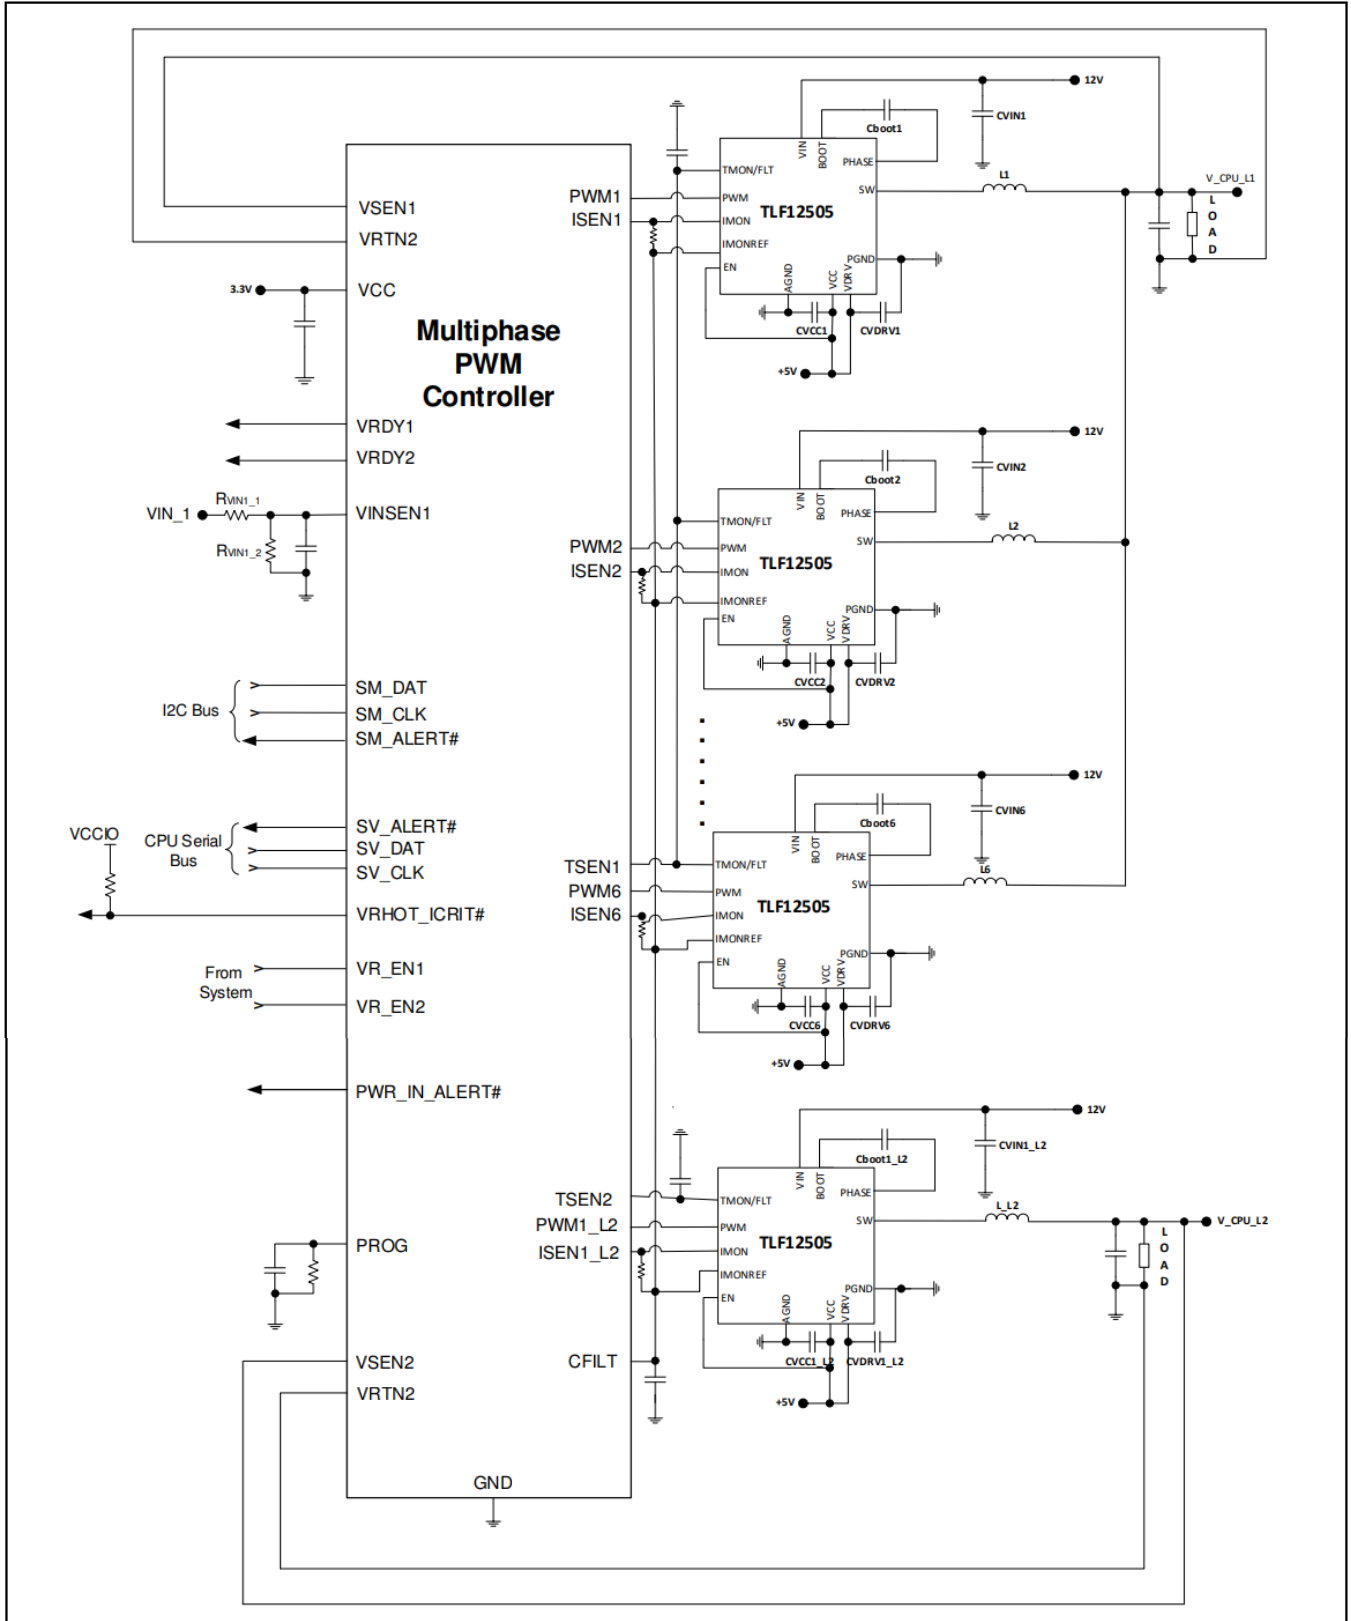 12V
CVIN1
Cboot1
VIN
BOOT
PHASE
TMON/FLT
PWM1
PWM
TLF12505
SW
L1
V_CPU_L1
LOAD
VSEN1
ISEN1
IMON
VRTN2
IMONREF
EN
PGND
AGND
VCC
VDRV
3.3V
VCC
CVCC1
CVDRV1
+5V
Multiphase
PWM
Controller
VRDY1
VRDY2
12V
CVIN2
Cboot2
VIN
BOOT
PHASE
RVIN1_1
VIN_1
VINSEN1
TMON/FLT
SW
L2
RVIN1_2
PWM2
PWM
TLF12505
ISEN2
IMON
IMONREF
EN
PGND
AGND
VCC
VDRV
CVCC2
CVDRV2
+5V
I2C Bus
SM_DAT
SM_CLK
SM_ALERT#
12V
CVIN6
Cboot6
VIN
BOOT
PHASE
VCCIO
CPU Serial
Bus
SV_ALERT#
SV_DAT
SV_CLK
TSEN1
TMON/FLT
L6
SW
PWM6
PWM
TLF12505
VRHOT_ICRIT#
ISEN6
IMON
IMONREF
EN
PGND
AGND
VCC
VDRV
From
System
VR_EN1
VR_EN2
CVCC6
CVDRV6
+5V
PWR_IN_ALERT#
12V
CVIN1_L2
Cboot1_L2
VIN
BOOT
PHASE
TSEN2
TMON/FLT
L_L2
SW
V_CPU_L2
LOAD
PWM1_L2
PWM
TLF12505
PROG
ISEN1_L2
IMON
IMONREF
EN
PGND
AGND
VCC
VDRV
VSEN2
CFILT
CVCC1_L2
CVDRV1_L2
VRTN2
+5V
GND